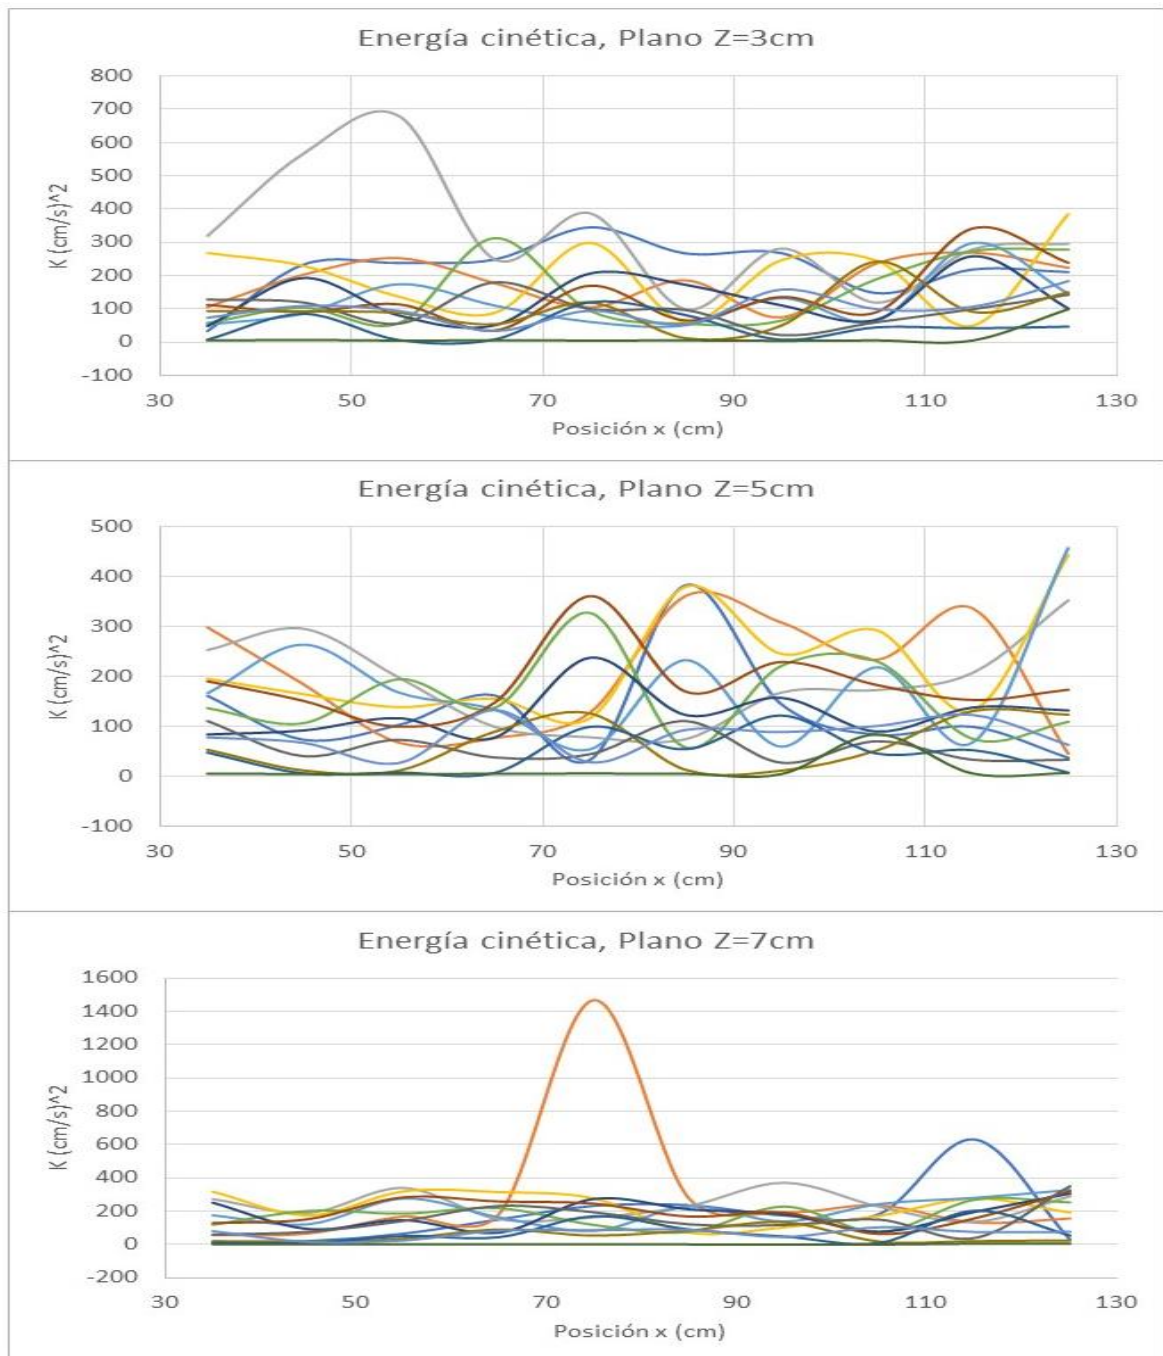 Energía cinética, Plano Z=3cm
800
700
600
500
400
300
200
100
0
-100
K (cm/s)^2
30 50 70 90 110 130
Posición x (cm)
Energía cinética, Plano Z=5cm
500
400
300
200
100
0
-100
K (cm/s)^2
30 50 70 90 110 130
Posición x (cm)
Energía cinética, Plano Z=7cm
1600
1400
1200
1000
800
600
400
200
0
-200
K (cm/s)^2
30 50 70 90 110 130
Posición x (cm)